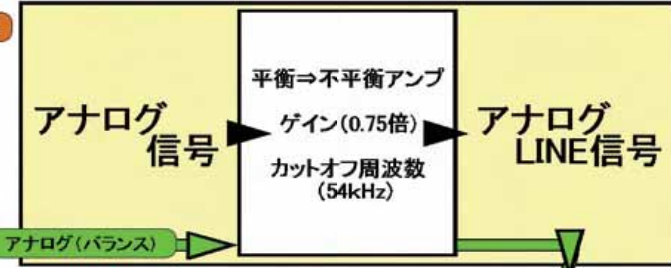 平衡⇒不平衡アンプ
アナログ
信号
ゲイン(0.75倍)
アナログ
LINE信号
カットオフ周波数
(54kHz)
アナログ(バランス)